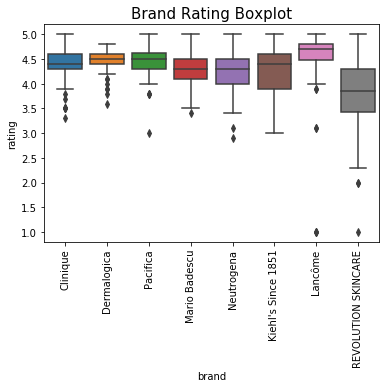 Brand Rating Boxplot
rating
5.0
4.5
4.0
3.5
3.0
2.5
2.0
1.5
1.0
Clinique
Dermalogica
Pacifica
Mario Badescu
Neutrogena
Kiehl's Since 1851
Lancôme
REVOLUTION SKINCARE
brand